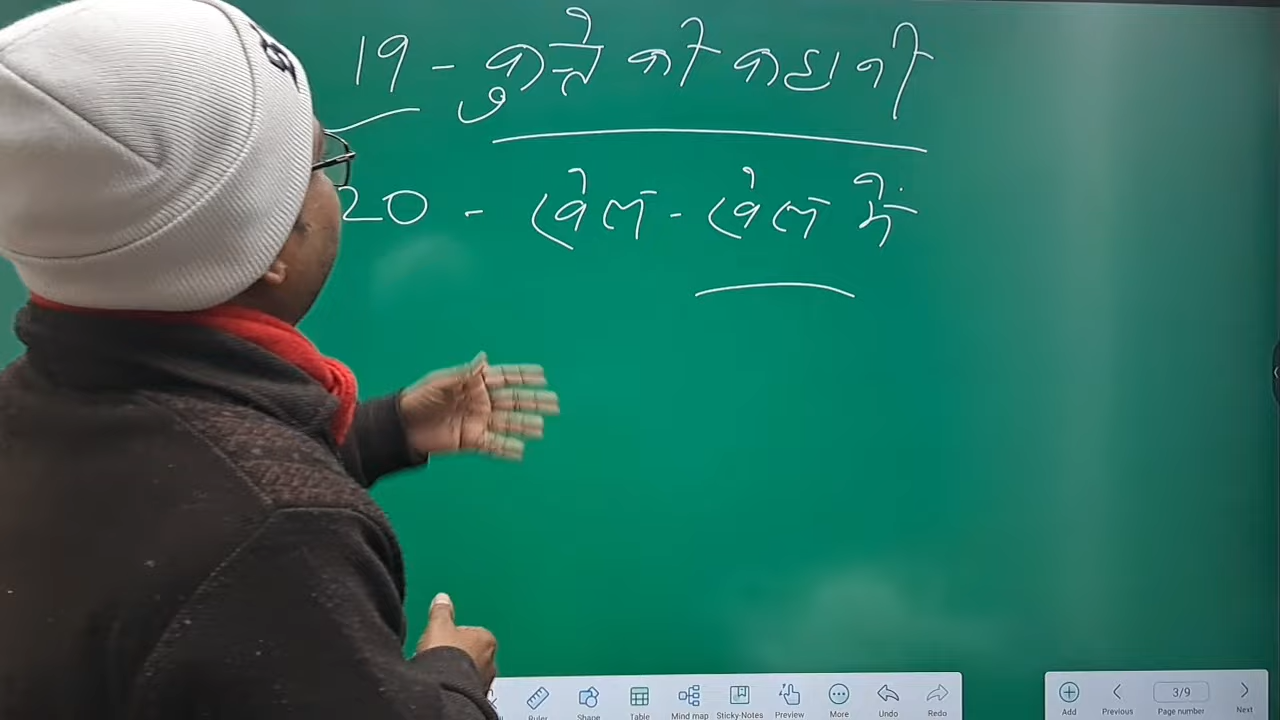 19 - कुत्ते की कहानी
20 - खेल - खेल में
Ruler Shape Table Mind map Sticky Notes Preview More Undo Redo
Add Previous 3/9 Page number Next